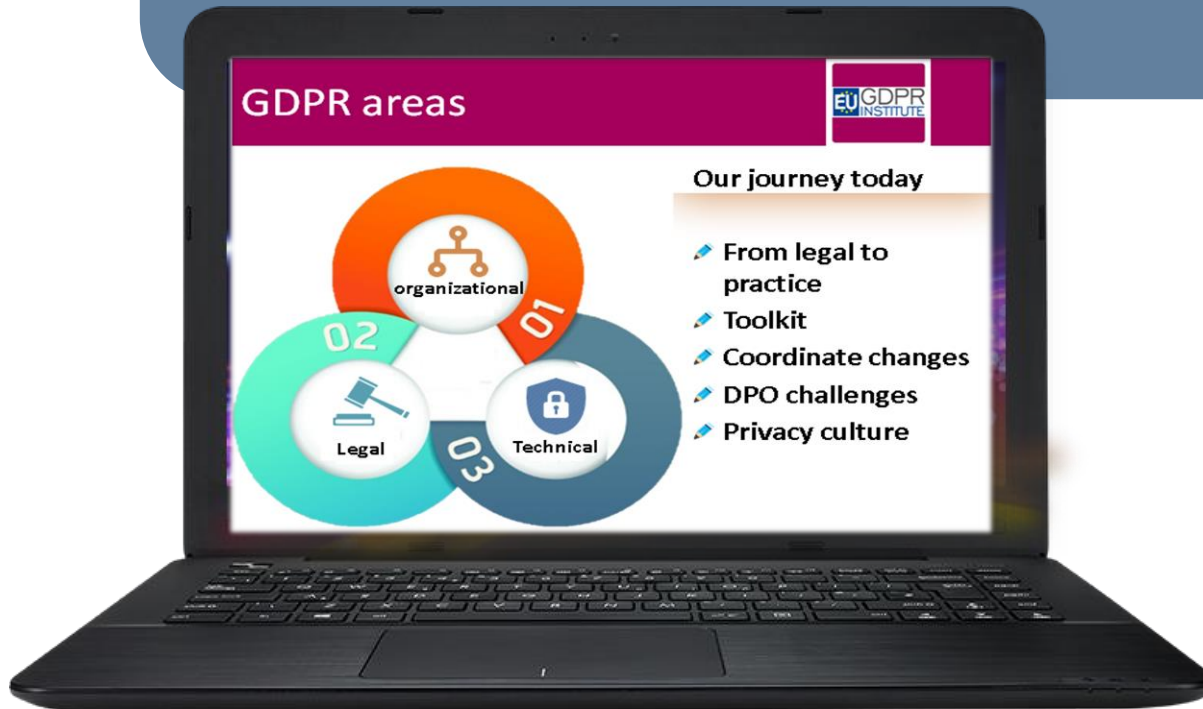 GDPR areas
EU GDPR
INSTITUTE
Our journey today
From legal to
practice
Toolkit
Coordinate changes
DPO challenges
Privacy culture
organizational
01
02
Legal
03
Technical